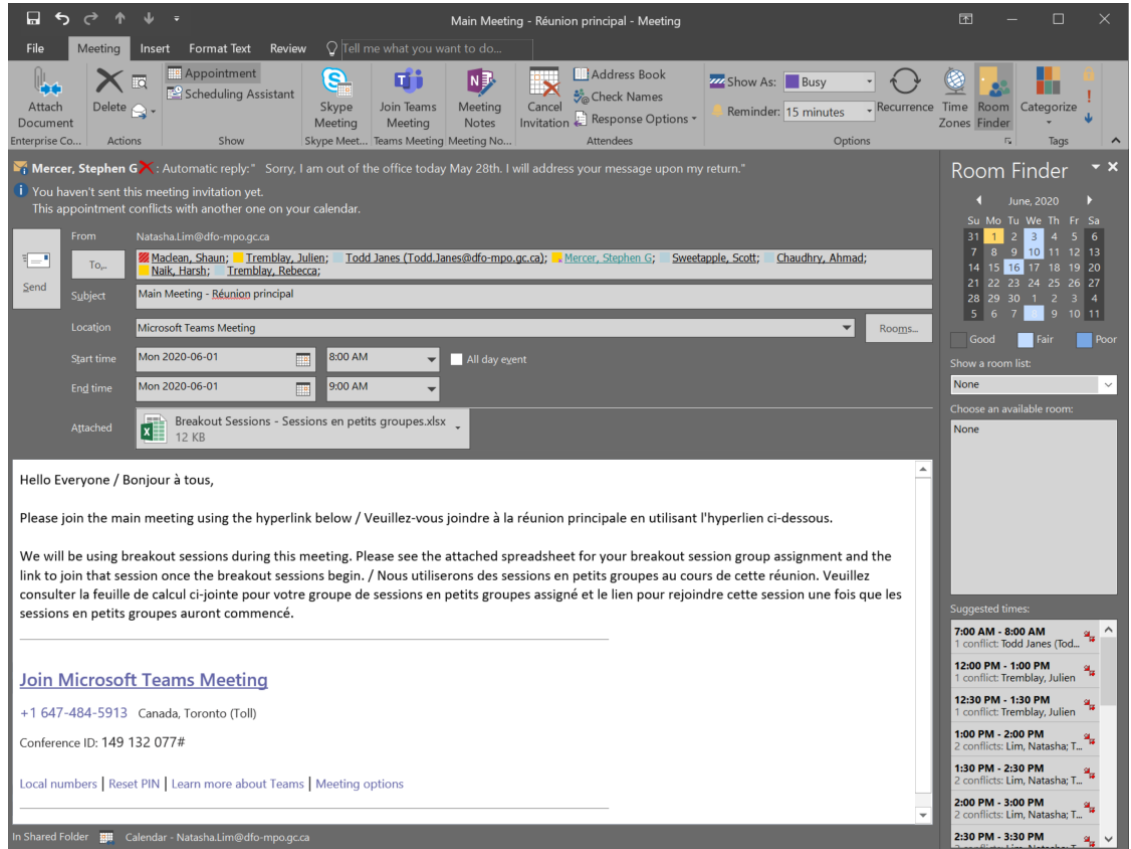 Main Meeting - Réunion principal - Meeting
File Meeting Insert Format Text Review Tell me what you want to do...
Attach Document
Enterprise Co...
Delete
Actions
Appointment
Scheduling Assistant
Show
Skype Meeting
Skype Meet...
Join Teams Meeting
Teams Meeting
Meeting Notes
Meeting No...
Cancel Invitation
Address Book
Check Names
Response Options
Attendees
Show As: Busy
Reminder: 15 minutes
Recurrence
Time Zones
Room Finder
Options
Categorize
Tags
Mercer, Stephen G : Automatic reply:" Sorry, I am out of the office today May 28th. I will address your message upon my return."
You haven't sent this meeting invitation yet.
This appointment conflicts with another one on your calendar.
Send
From Natasha.Lim@dfo-mpo.gc.ca
To... Madean, Shaun; Tremblay, Julien; Todd Janes (Todd.Janes@dfo-mpo.gc.ca); Mercer, Stephen G; Sweetapple, Scott; Chaudhry, Ahmad;
Naik, Harsh; Tremblay, Rebecca;
Subject Main Meeting - Réunion principal
Location Microsoft Teams Meeting Rooms...
Start time Mon 2020-06-01 8:00 AM All day event
End time Mon 2020-06-01 9:00 AM
Attached Breakout Sessions - Sessions en petits groupes.xlsx
12 KB
Hello Everyone / Bonjour à tous,
Please join the main meeting using the hyperlink below / Veuillez-vous joindre à la réunion principale en utilisant l'hyperlien ci-dessous.
We will be using breakout sessions during this meeting. Please see the attached spreadsheet for your breakout session group assignment and the
link to join that session once the breakout sessions begin. / Nous utiliserons des sessions en petits groupes au cours de cette réunion. Veuillez
consulter la feuille de calcul ci-jointe pour votre groupe de sessions en petits groupes assigné et le lien pour rejoindre cette session une fois que les
sessions en petits groupes auront commencé.
Join Microsoft Teams Meeting
+1 647-484-5913 Canada, Toronto (Toll)
Conference ID: 149 132 077#
Local numbers | Reset PIN | Learn more about Teams | Meeting options
In Shared Folder Calendar - Natasha.Lim@dfo-mpo.gc.ca
Room Finder
June, 2020
Su Mo Tu We Th Fr Sa
31 1 2 3 4 5 6
7 8 9 10 11 12 13
14 15 16 17 18 19 20
21 22 23 24 25 26 27
28 29 30 1 2 3 4
5 6 7 8 9 10 11
Good Fair Poor
Show a room list:
None
Choose an available room:
None
Suggested times:
7:00 AM - 8:00 AM
1 conflict: Todd Janes (Tod...
12:00 PM - 1:00 PM
1 conflict: Tremblay, Julien
12:30 PM - 1:30 PM
1 conflict: Tremblay, Julien
1:00 PM - 2:00 PM
2 conflicts: Lim, Natasha; T...
1:30 PM - 2:30 PM
2 conflicts: Lim, Natasha; T...
2:00 PM - 3:00 PM
2 conflicts: Lim, Natasha; T...
2:30 PM - 3:30 PM